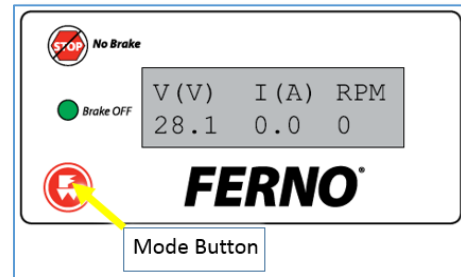 STOP No Brake
V(V) I(A) RPM
Brake OFF
28.1 0.0 0
FERNO®
Mode Button